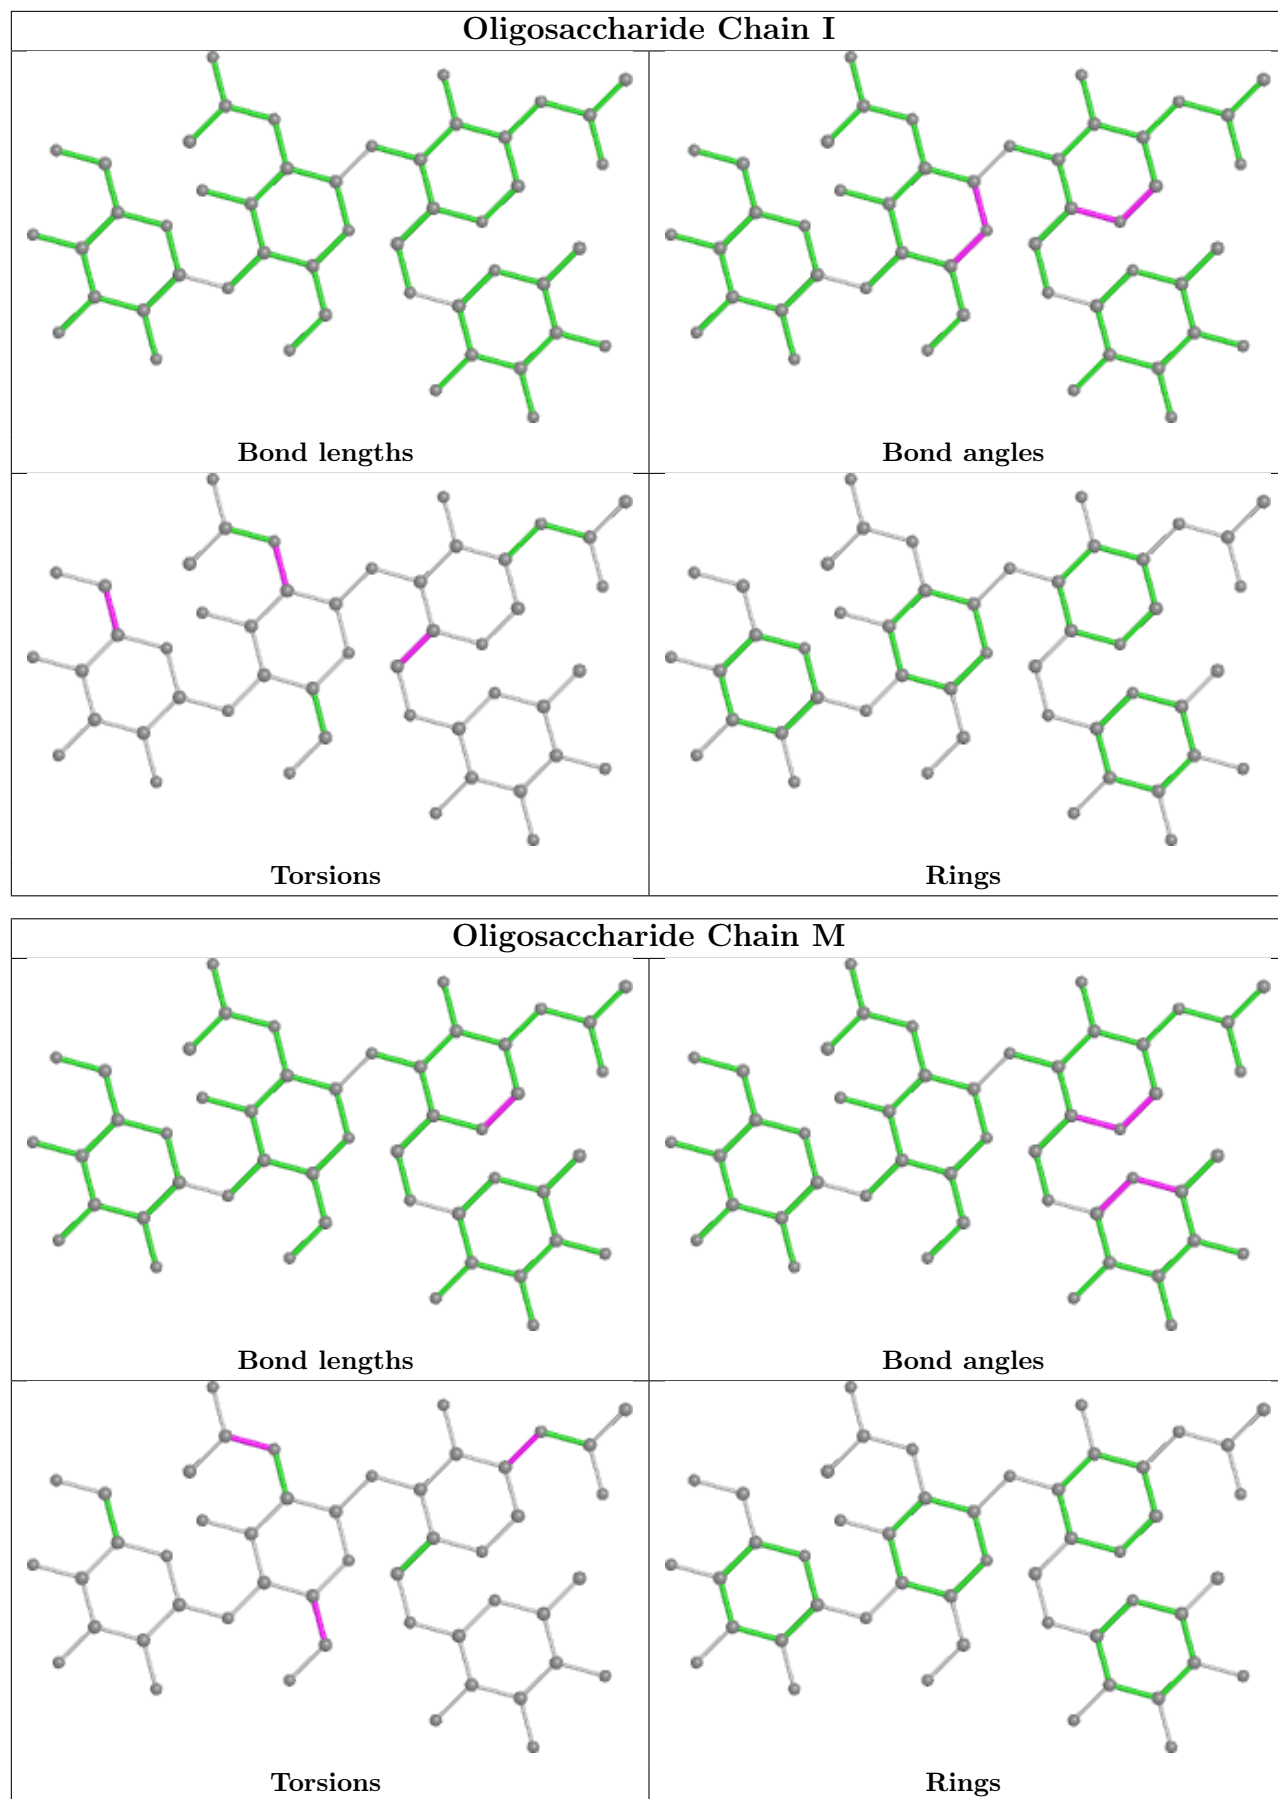 Oligosaccharide Chain I
Bond lengths
Bond angles
Torsions
Rings
Oligosaccharide Chain M
Bond lengths
Bond angles
Torsions
Rings